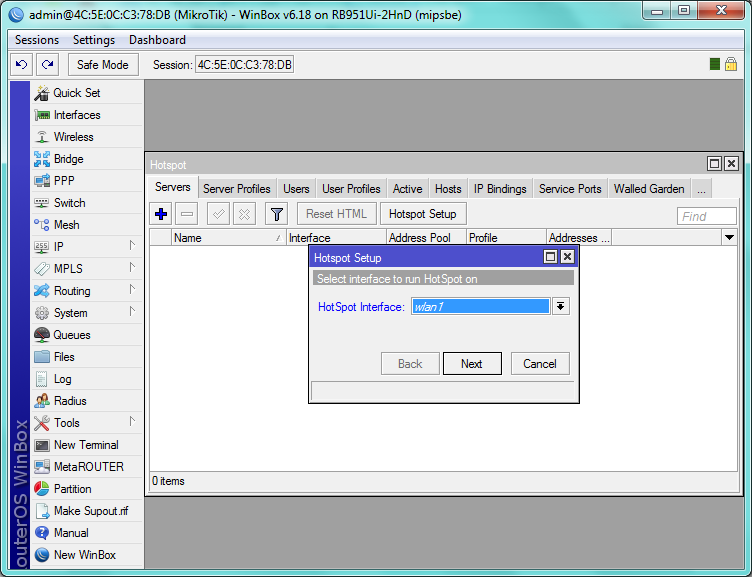 admin@4C:5E:0C:C3:78:DB (MikroTik) - WinBox v6.18 on RB951Ui-2HnD (mipsbe)
Sessions Settings Dashboard
Safe Mode Session: 4C:5E:0C:C3:78:DB
Quick Set
Interfaces
Wireless
Bridge
PPP
Switch
Mesh
IP
MPLS
Routing
System
Queues
Files
Log
Radius
Tools
New Terminal
MetaROUTER
Partition
Make Supout.rif
Manual
New WinBox
outerOS WinBox
Hotspot
Servers Server Profiles Users User Profiles Active Hosts IP Bindings Service Ports Walled Garden ...
Reset HTML Hotspot Setup Find
Name / Interface Address Pool Profile Addresses ...
Hotspot Setup
Select interface to run HotSpot on
HotSpot Interface: wlan1
Back Next Cancel
0 items